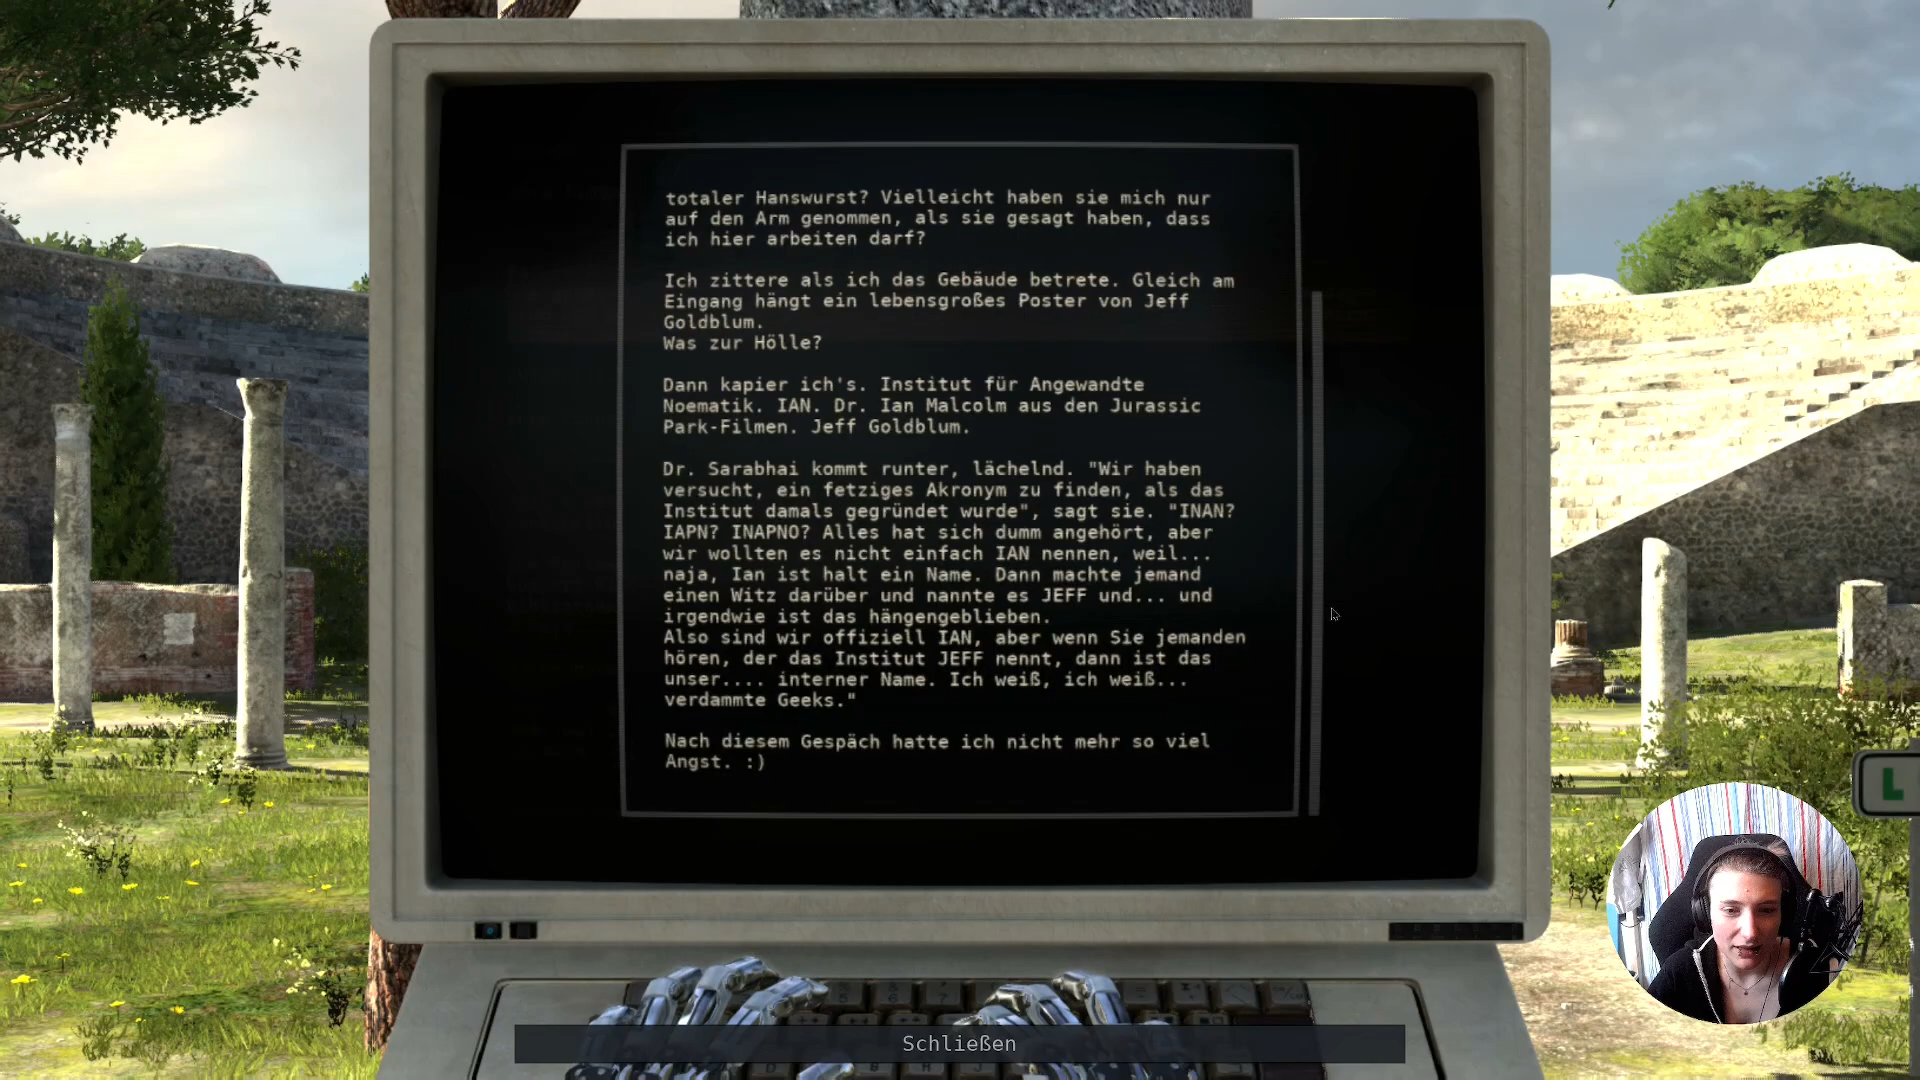 totaler Hanswurst? Vielleicht haben sie mich nur
auf den Arm genommen, als sie gesagt haben, dass
ich hier arbeiten darf?
Ich zittere als ich das Gebäude betrete. Gleich am
Eingang hängt ein lebensgroßes Poster von Jeff
Goldblum.
Was zur Hölle?
Dann kapier ich's. Institut für Angewandte
Noematik. IAN. Dr. Ian Malcolm aus den Jurassic
Park-Filmen. Jeff Goldblum.
Dr. Sarabhai kommt runter, lächelnd. "Wir haben
versucht, ein fetziges Akronym zu finden, als das
Institut damals gegründet wurde", sagt sie. "INAN?
IAPN? INAPNO? Alles hat sich dumm angehört, aber
wir wollten es nicht einfach IAN nennen, weil...
naja, Ian ist halt ein Name. Dann machte jemand
einen Witz darüber und nannte es JEFF und... und
irgendwie ist das hängengeblieben.
Also sind wir offiziell IAN, aber wenn Sie jemanden
hören, der das Institut JEFF nennt, dann ist das
unser.... interner Name. Ich weiß, ich weiß...
verdammte Geeks."
Nach diesem Gespäch hatte ich nicht mehr so viel
Angst. :)
L
Schließen